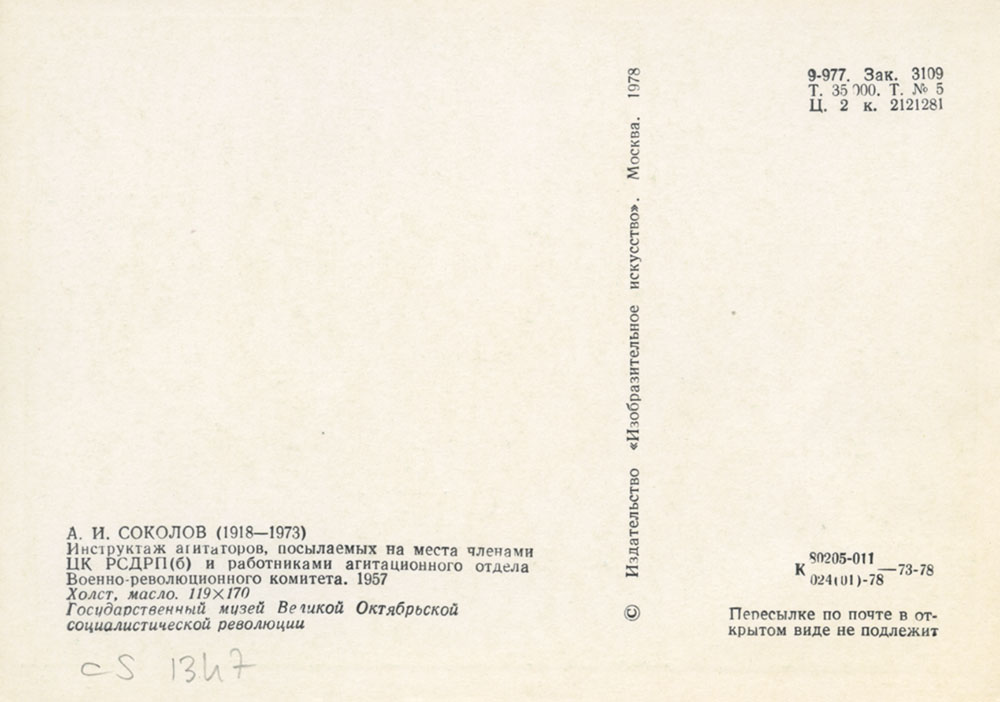 А. И. СОКОЛОВ (1918—1973)
Инструктаж агитаторов, посылаемых на места членами
ЦК РСДРП(б) и работниками агитационного отдела
Военно-революционного комитета. 1957
Холст, масло. 119×170
Государственный музей Великой Октябрьской
социалистической революции
cS 1347
© Издательство «Изобразительное искусство». Москва. 1978
9-977. Зак. 3109
Т. 35 000. Т. № 5
Ц. 2 к. 2121281
80205-011
К —73-78
024(01)-78
Пересылке по почте в от-
крытом виде не подлежит